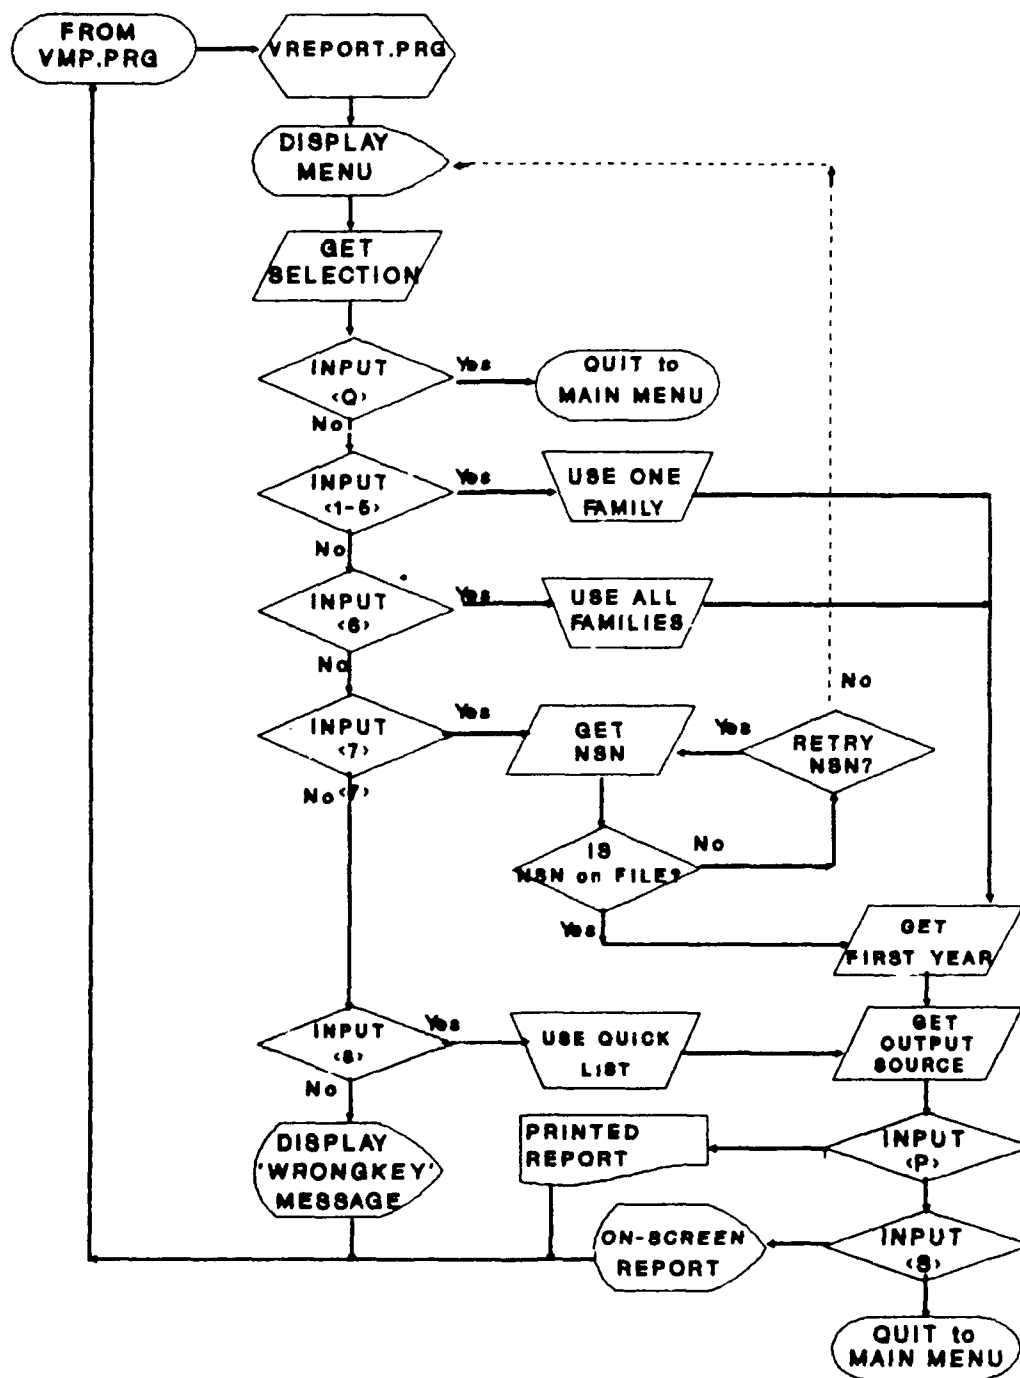 FROM
VMP.PRG
VREPORT.PRG
DISPLAY
MENU
GET
SELECTION
INPUT
<Q>
Yes
QUIT to
MAIN MENU
No
INPUT
<1-5>
Yes
USE ONE
FAMILY
No
INPUT
<6>
Yes
USE ALL
FAMILIES
No
INPUT
<7>
Yes
GET
NSN
Yes
RETRY
NSN?
No
No <7>
IS
NSN on FILE?
No
Yes
GET
FIRST YEAR
INPUT
<8>
Yes
USE QUICK
LIST
GET
OUTPUT
SOURCE
No
DISPLAY
'WRONGKEY'
MESSAGE
PRINTED
REPORT
INPUT
<P>
ON-SCREEN
REPORT
INPUT
<S>
QUIT to
MAIN MENU